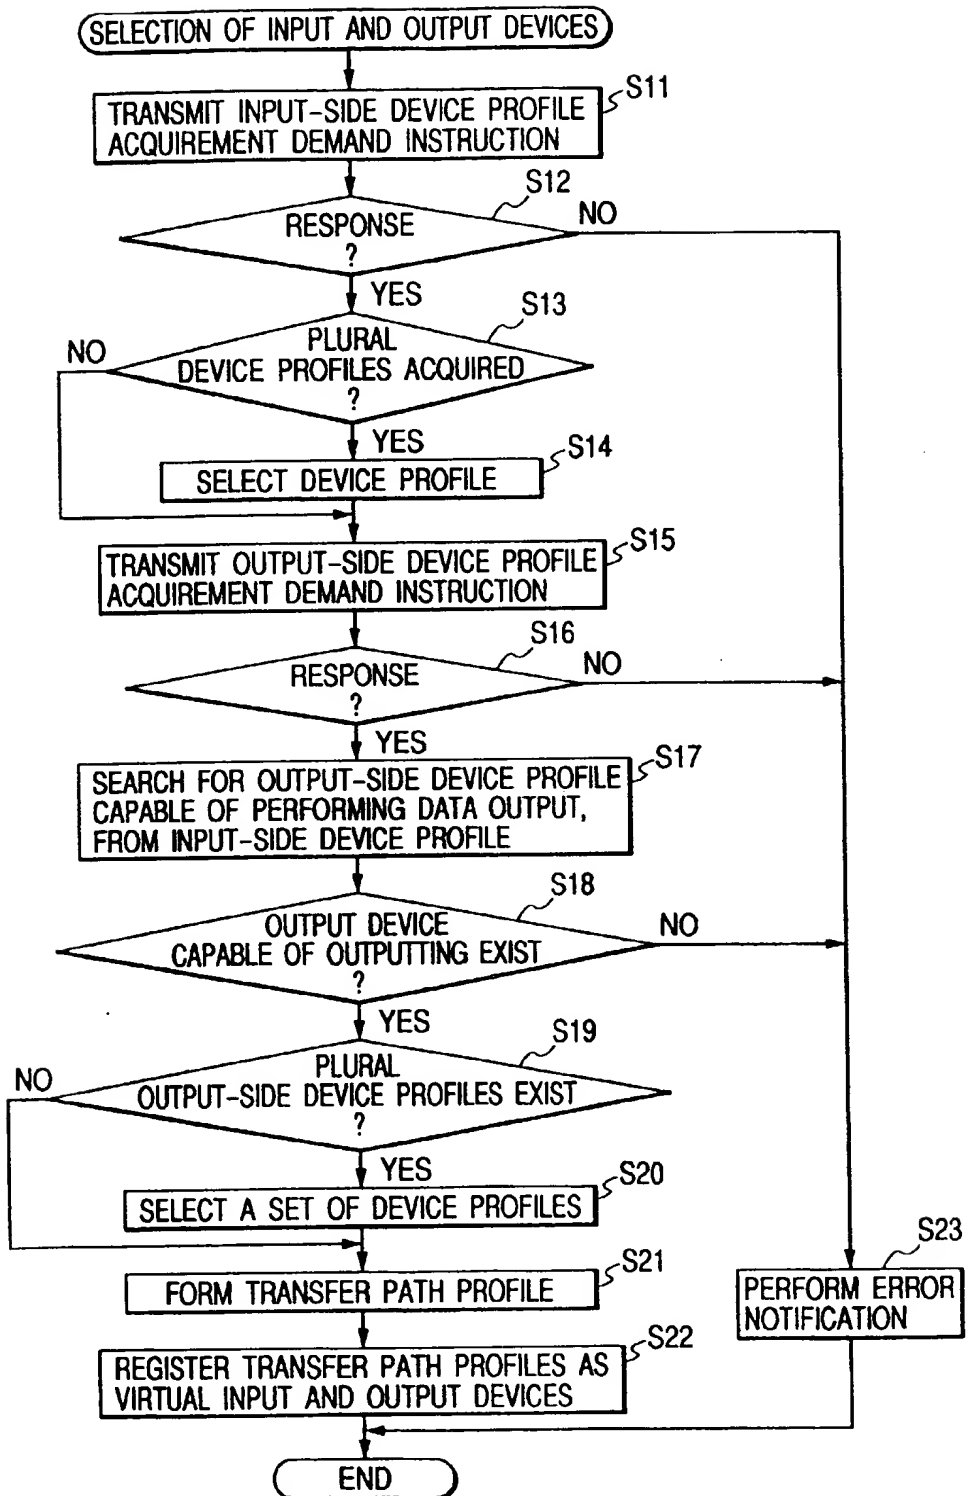 SELECTION OF INPUT AND OUTPUT DEVICES
S11
TRANSMIT INPUT-SIDE DEVICE PROFILE
ACQUIREMENT DEMAND INSTRUCTION
S12
RESPONSE
?
NO
YES
S13
PLURAL
DEVICE PROFILES ACQUIRED
?
NO
YES
S14
SELECT DEVICE PROFILE
S15
TRANSMIT OUTPUT-SIDE DEVICE PROFILE
ACQUIREMENT DEMAND INSTRUCTION
S16
RESPONSE
?
NO
YES
S17
SEARCH FOR OUTPUT-SIDE DEVICE PROFILE
CAPABLE OF PERFORMING DATA OUTPUT,
FROM INPUT-SIDE DEVICE PROFILE
S18
OUTPUT DEVICE
CAPABLE OF OUTPUTTING EXIST
?
NO
YES
S19
PLURAL
OUTPUT-SIDE DEVICE PROFILES EXIST
?
NO
YES
S20
SELECT A SET OF DEVICE PROFILES
S21
FORM TRANSFER PATH PROFILE
S23
PERFORM ERROR
NOTIFICATION
S22
REGISTER TRANSFER PATH PROFILES AS
VIRTUAL INPUT AND OUTPUT DEVICES
END